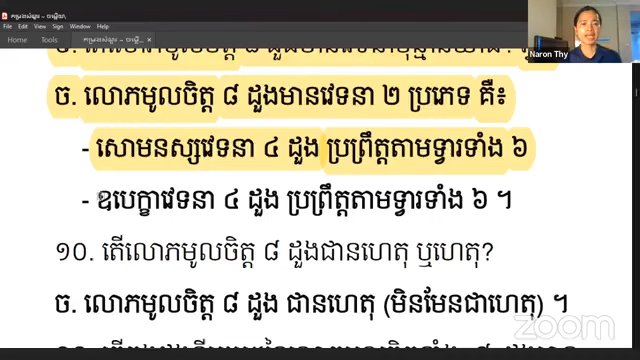 File Edit View Sign Window Help
Home Tools
Naron Thy
ច. លោភមូលចិត្ត ៨ ដួងមានវេទនា ២ ប្រភេទ គឺ៖
- សោមនស្សវេទនា ៤ ដួង ប្រព្រឹត្តតាមទ្វារទាំង ៦
- ឧបេក្ខាវេទនា ៤ ដួង ប្រព្រឹត្តតាមទ្វារទាំង ៦ ។
១០. តើលោភមូលចិត្ត ៨ ដួងជានហេតុ ឬហេតុ?
ច. លោភមូលចិត្ត ៨ ដួង ជានហេតុ (មិនមែនជាហេតុ) ។
zoom